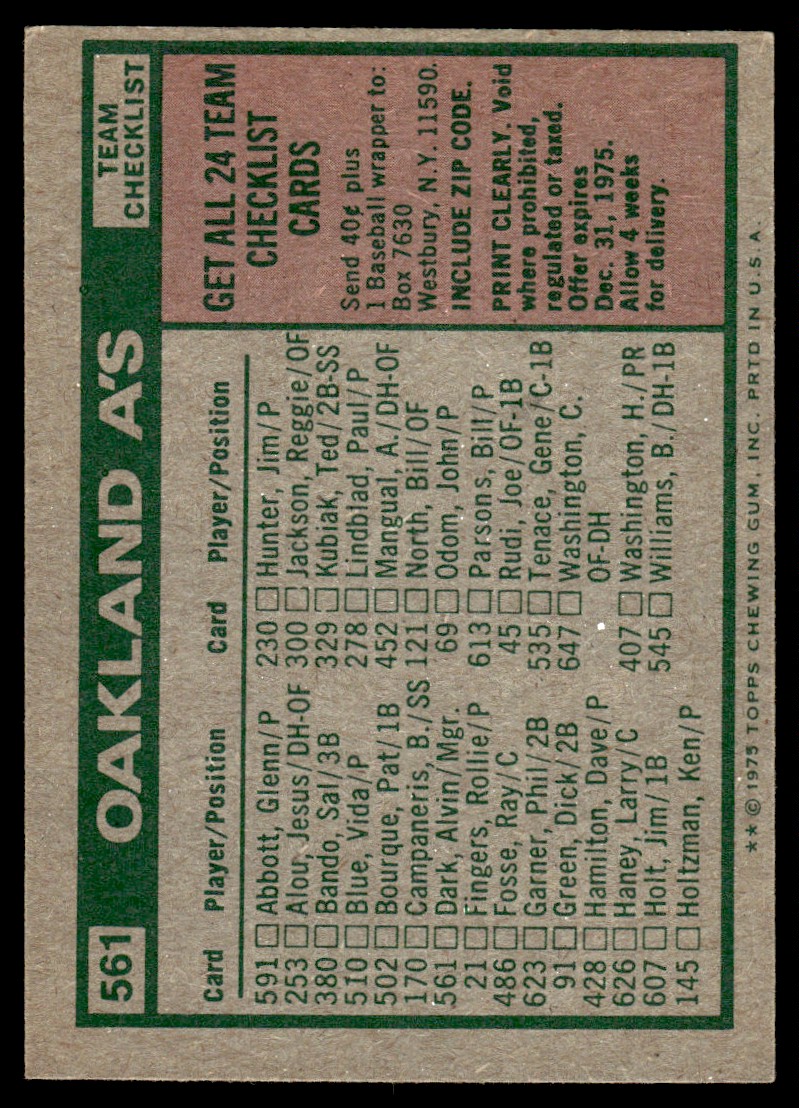 561
OAKLAND A'S
TEAM
CHECKLIST
Card Player/Position
591 Abbott, Glenn/P
253 Alou, Jesus/DH-OF
380 Bando, Sal/3B
510 Blue, Vida/P
502 Bourque, Pat/1B
170 Campaneris, B./SS
561 Dark, Alvin/Mgr.
21 Fingers, Rollie/P
486 Fosse, Ray/C
623 Garner, Phil/2B
91 Green, Dick/2B
428 Hamilton, Dave/P
626 Haney, Larry/C
607 Holt, Jim/1B
145 Holtzman, Ken/P
Card Player/Position
230 Hunter, Jim/P
300 Jackson, Reggie/OF
329 Kubiak, Ted/2B-SS
278 Lindblad, Paul/P
452 Mangual, A./DH-OF
121 North, Bill/OF
69 Odom, John/P
613 Parsons, Bill/P
45 Rudi, Joe/OF-1B
535 Tenace, Gene/C-1B
647 Washington, C.
OF-DH
407 Washington, H./PR
545 Williams, B./DH-1B
GET ALL 24 TEAM
CHECKLIST
CARDS
Send 40¢ plus
1 Baseball wrapper to:
Box 7630
Westbury, N.Y. 11590.
INCLUDE ZIP CODE.
PRINT CLEARLY. Void
where prohibited,
regulated or taxed.
Offer expires
Dec. 31, 1975.
Allow 4 weeks
for delivery.
** © 1975 TOPPS CHEWING GUM, INC. PRTD IN U.S.A.